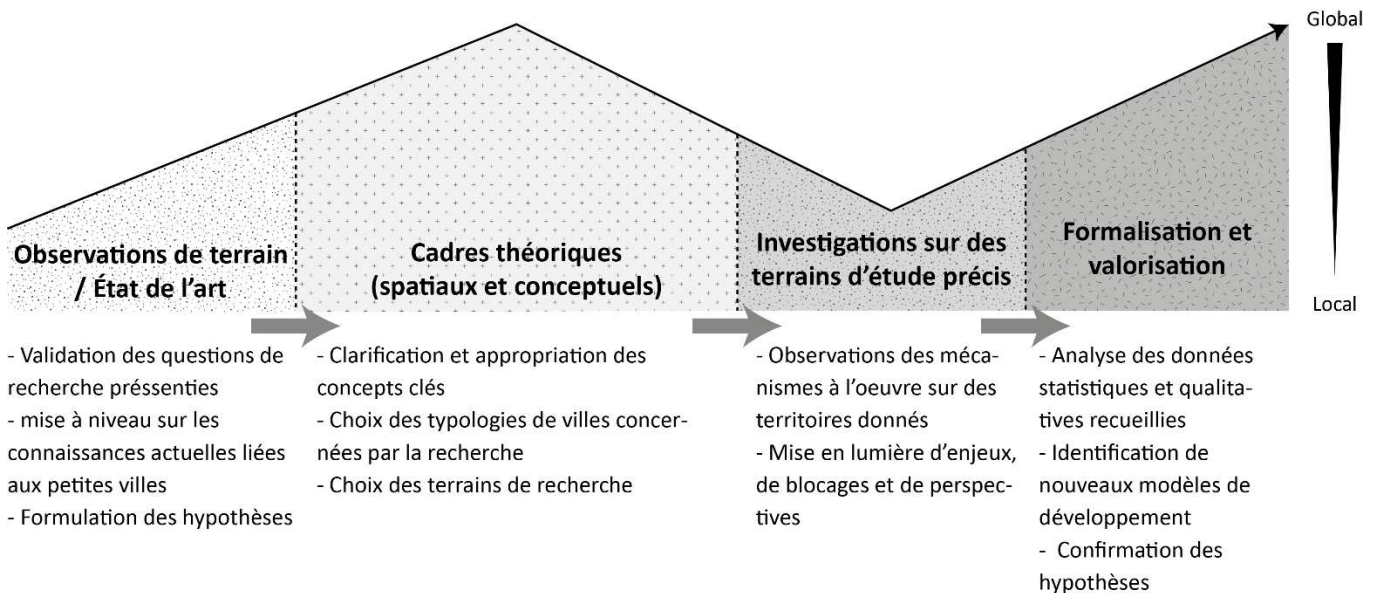 Global
Observations de terrain
/ État de l'art
Cadres théoriques
(spatiaux et conceptuels)
Investigations sur des
terrains d'étude précis
Formalisation et
valorisation
Local
- Validation des questions de
recherche préssenties
- mise à niveau sur les
connaissances actuelles liées
aux petites villes
- Formulation des hypothèses
- Clarification et appropriation des
concepts clés
- Choix des typologies de villes concer-
nées par la recherche
- Choix des terrains de recherche
- Observations des méca-
nismes à l'oeuvre sur des
territoires donnés
- Mise en lumière d'enjeux,
de blocages et de perspec-
tives
- Analyse des données
statistiques et qualita-
tives recueillies
- Identification de
nouveaux modèles de
développement
- Confirmation des
hypothèses